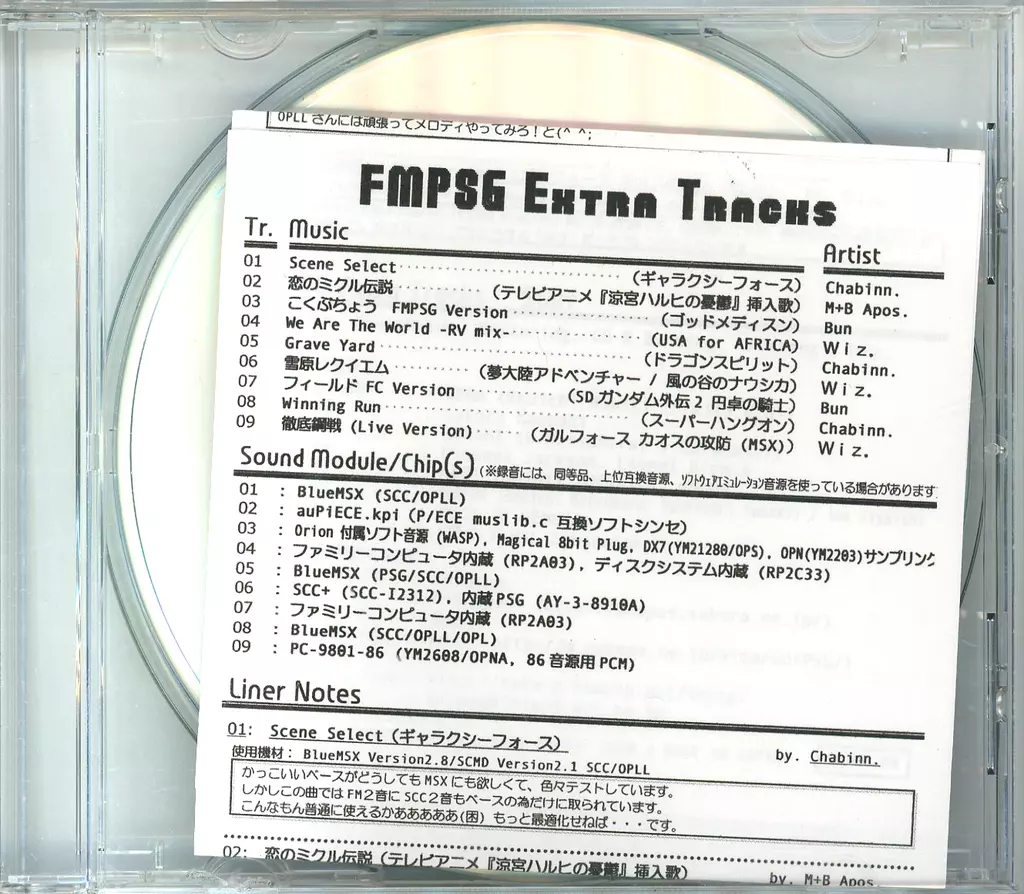 OPLL さんには頑張ってメロディやってみろ！と(^ ^;
FMPSG Extra Tracks
Tr. Music Artist
01 Scene Select (ギャラクシーフォース) Chabinn.
02 恋のミクル伝説 (テレビアニメ『涼宮ハルヒの憂鬱』挿入歌) M+B Apos.
03 こくぶちょう FMPSG Version (ゴッドメディスン) Bun
04 We Are The World -RV mix- (USA for AFRICA) Wiz.
05 Grave Yard (ドラゴンスピリット) Chabinn.
06 雪原レクイエム (夢大陸アドベンチャー / 風の谷のナウシカ) Wiz.
07 フィールド FC Version (SDガンダム外伝2 円卓の騎士) Bun
08 Winning Run (スーパーハングオン) Chabinn.
09 徹底鋼戦 (Live Version) (ガルフォース カオスの攻防 (MSX)) Wiz.
Sound Module/Chip(s) (※録音には、同等品、上位互換音源、ソフトウェアエミュレーション音源を使っている場合があります
01 : BlueMSX (SCC/OPLL)
02 : auPiECE.kpi (P/ECE muslib.c 互換ソフトシンセ)
03 : Orion 付属ソフト音源 (WASP), Magical 8bit Plug, DX7(YM21280/OPS), OPN(YM2203)サンプリング
04 : ファミリーコンピュータ内蔵 (RP2A03), ディスクシステム内蔵 (RP2C33)
05 : BlueMSX (PSG/SCC/OPLL)
06 : SCC+ (SCC-I2312), 内蔵PSG (AY-3-8910A)
07 : ファミリーコンピュータ内蔵 (RP2A03)
08 : BlueMSX (SCC/OPLL/OPL)
09 : PC-9801-86 (YM2608/OPNA, 86音源用PCM)
Liner Notes
01: Scene Select (ギャラクシーフォース) by. Chabinn.
使用機材： BlueMSX Version2.8/SCMD Version2.1 SCC/OPLL
かっこいいベースがどうしてもMSXにも欲しくて、色々テストしています。
しかしこの曲ではFM2音にSCC2音もベースの為だけに取られています。
こんなもん普通に使えるかああああああ(困) もっと最適化せねば・・・です。
02: 恋のミクル伝説 (テレビアニメ『涼宮ハルヒの憂鬱』挿入歌) by. M+B Apos.